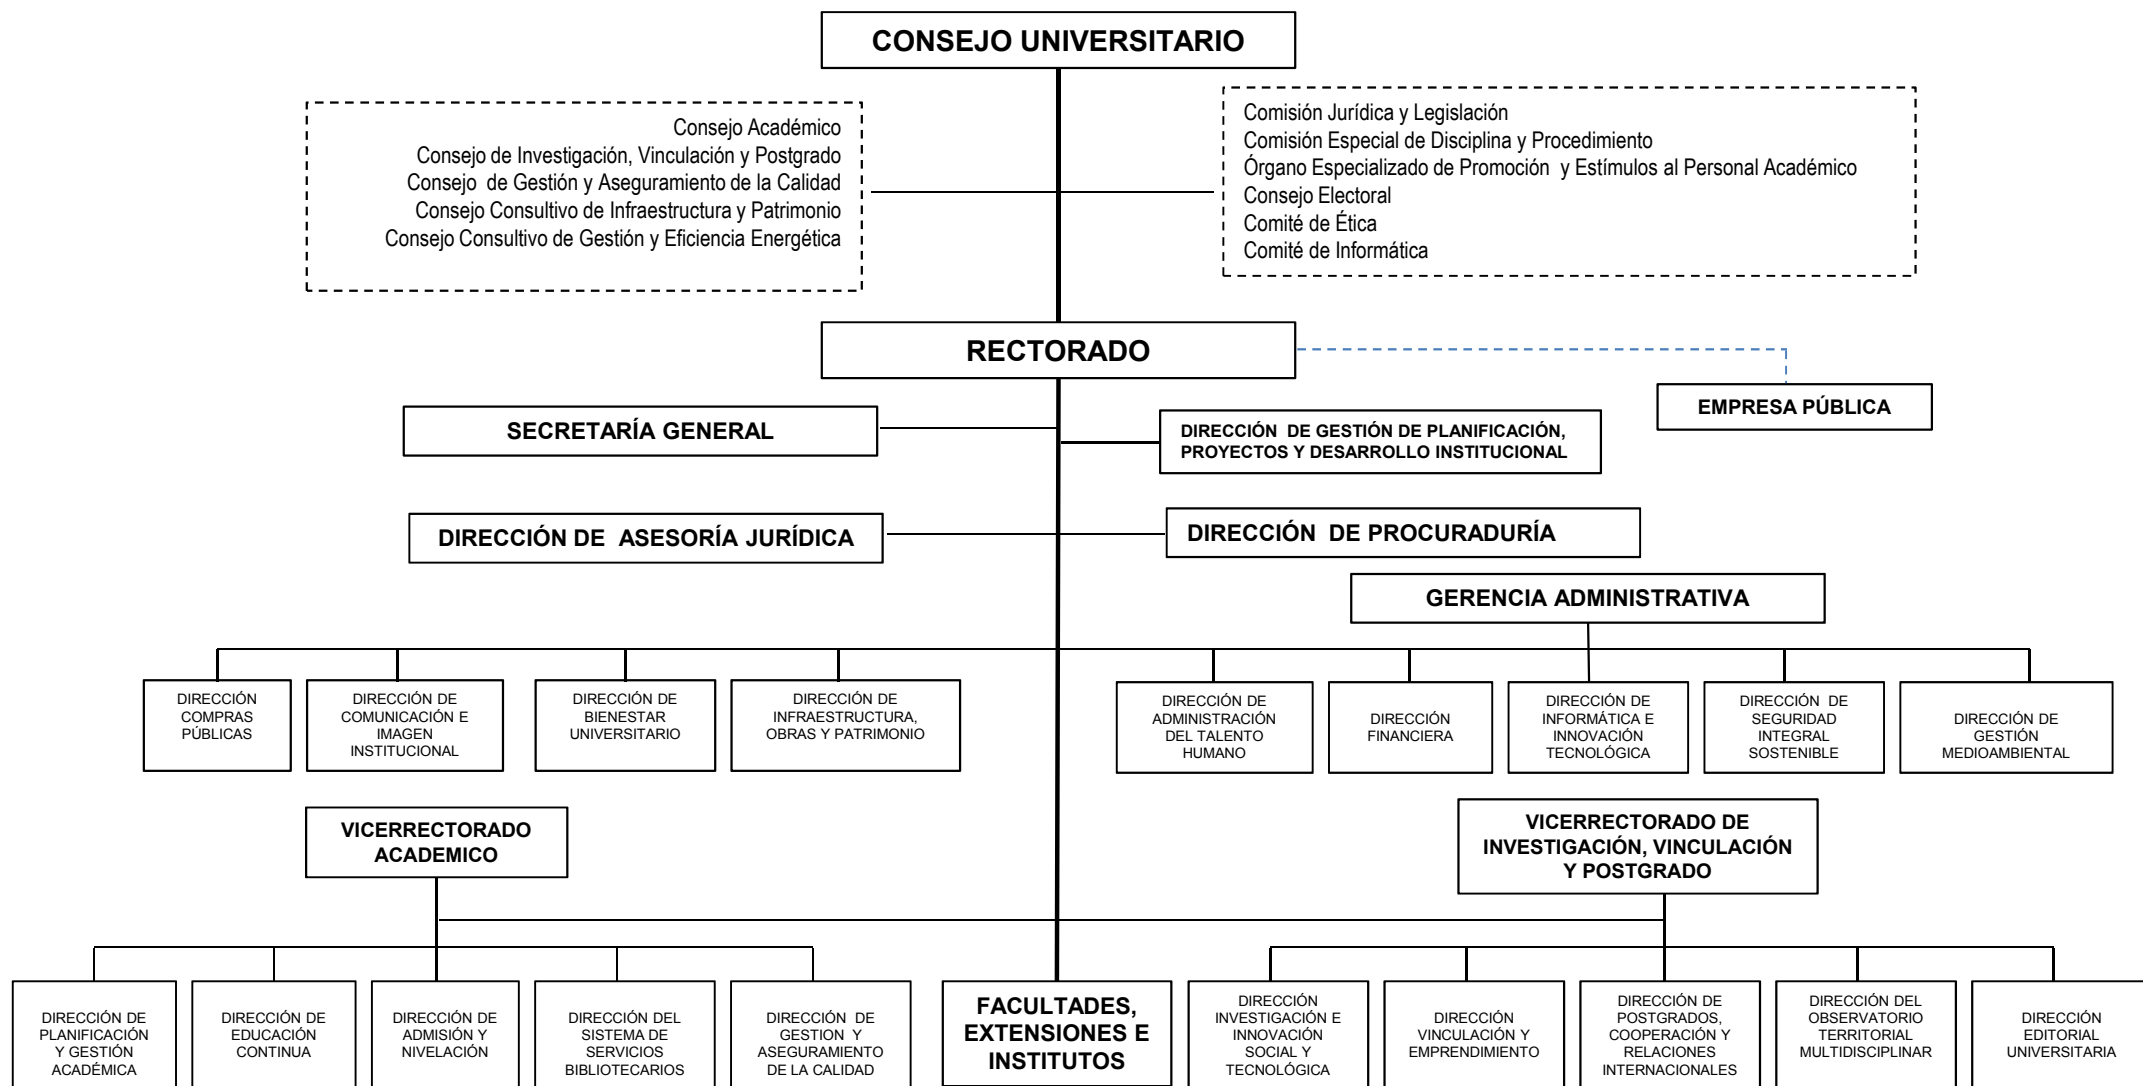 CONSEJO UNIVERSITARIO
Consejo Académico
Consejo de Investigación, Vinculación y Postgrado
Consejo de Gestión y Aseguramiento de la Calidad
Consejo Consultivo de Infraestructura y Patrimonio
Consejo Consultivo de Gestión y Eficiencia Energética
Comisión Jurídica y Legislación
Comisión Especial de Disciplina y Procedimiento
Órgano Especializado de Promoción y Estímulos al Personal Académico
Consejo Electoral
Comité de Ética
Comité de Informática
RECTORADO
EMPRESA PÚBLICA
SECRETARÍA GENERAL
DIRECCIÓN DE GESTIÓN DE PLANIFICACIÓN,
PROYECTOS Y DESARROLLO INSTITUCIONAL
DIRECCIÓN DE ASESORÍA JURÍDICA
DIRECCIÓN DE PROCURADURÍA
GERENCIA ADMINISTRATIVA
DIRECCIÓN
COMPRAS
PÚBLICAS
DIRECCIÓN DE
COMUNICACIÓN E
IMAGEN
INSTITUCIONAL
DIRECCIÓN DE
BIENESTAR
UNIVERSITARIO
DIRECCIÓN DE
INFRAESTRUCTURA,
OBRAS Y PATRIMONIO
DIRECCIÓN DE
ADMINISTRACIÓN
DEL TALENTO
HUMANO
DIRECCIÓN
FINANCIERA
DIRECCIÓN DE
INFORMÁTICA E
INNOVACIÓN
TECNOLÓGICA
DIRECCIÓN DE
SEGURIDAD
INTEGRAL
SOSTENIBLE
DIRECCIÓN DE
GESTIÓN
MEDIOAMBIENTAL
VICERRECTORADO
ACADEMICO
VICERRECTORADO DE
INVESTIGACIÓN, VINCULACIÓN
Y POSTGRADO
DIRECCIÓN DE
PLANIFICACIÓN
Y GESTIÓN
ACADÉMICA
DIRECCIÓN DE
EDUCACIÓN
CONTINUA
DIRECCIÓN DE
ADMISIÓN Y
NIVELACIÓN
DIRECCIÓN DEL
SISTEMA DE
SERVICIOS
BIBLIOTECARIOS
DIRECCIÓN DE
GESTION Y
ASEGURAMIENTO
DE LA CALIDAD
FACULTADES,
EXTENSIONES E
INSTITUTOS
DIRECCIÓN
INVESTIGACIÓN E
INNOVACIÓN
SOCIAL Y
TECNOLÓGICA
DIRECCIÓN
VINCULACIÓN Y
EMPRENDIMIENTO
DIRECCIÓN DE
POSTGRADOS,
COOPERACIÓN Y
RELACIONES
INTERNACIONALES
DIRECCIÓN DEL
OBSERVATORIO
TERRITORIAL
MULTIDISCIPLINAR
DIRECCIÓN
EDITORIAL
UNIVERSITARIA